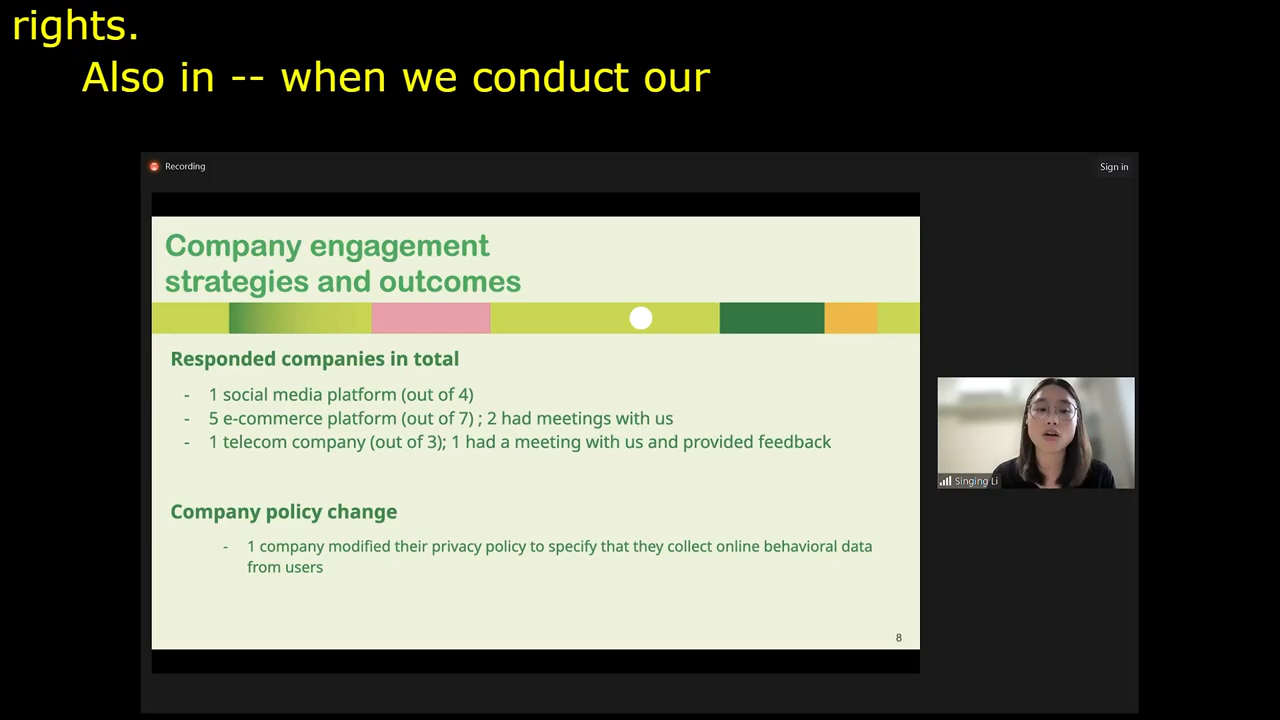 rights.
Also in -- when we conduct our
Recording
Sign in
Company engagement
strategies and outcomes
Responded companies in total
- 1 social media platform (out of 4)
- 5 e-commerce platform (out of 7) ; 2 had meetings with us
- 1 telecom company (out of 3); 1 had a meeting with us and provided feedback
Singing Li
Company policy change
- 1 company modified their privacy policy to specify that they collect online behavioral data
from users
8